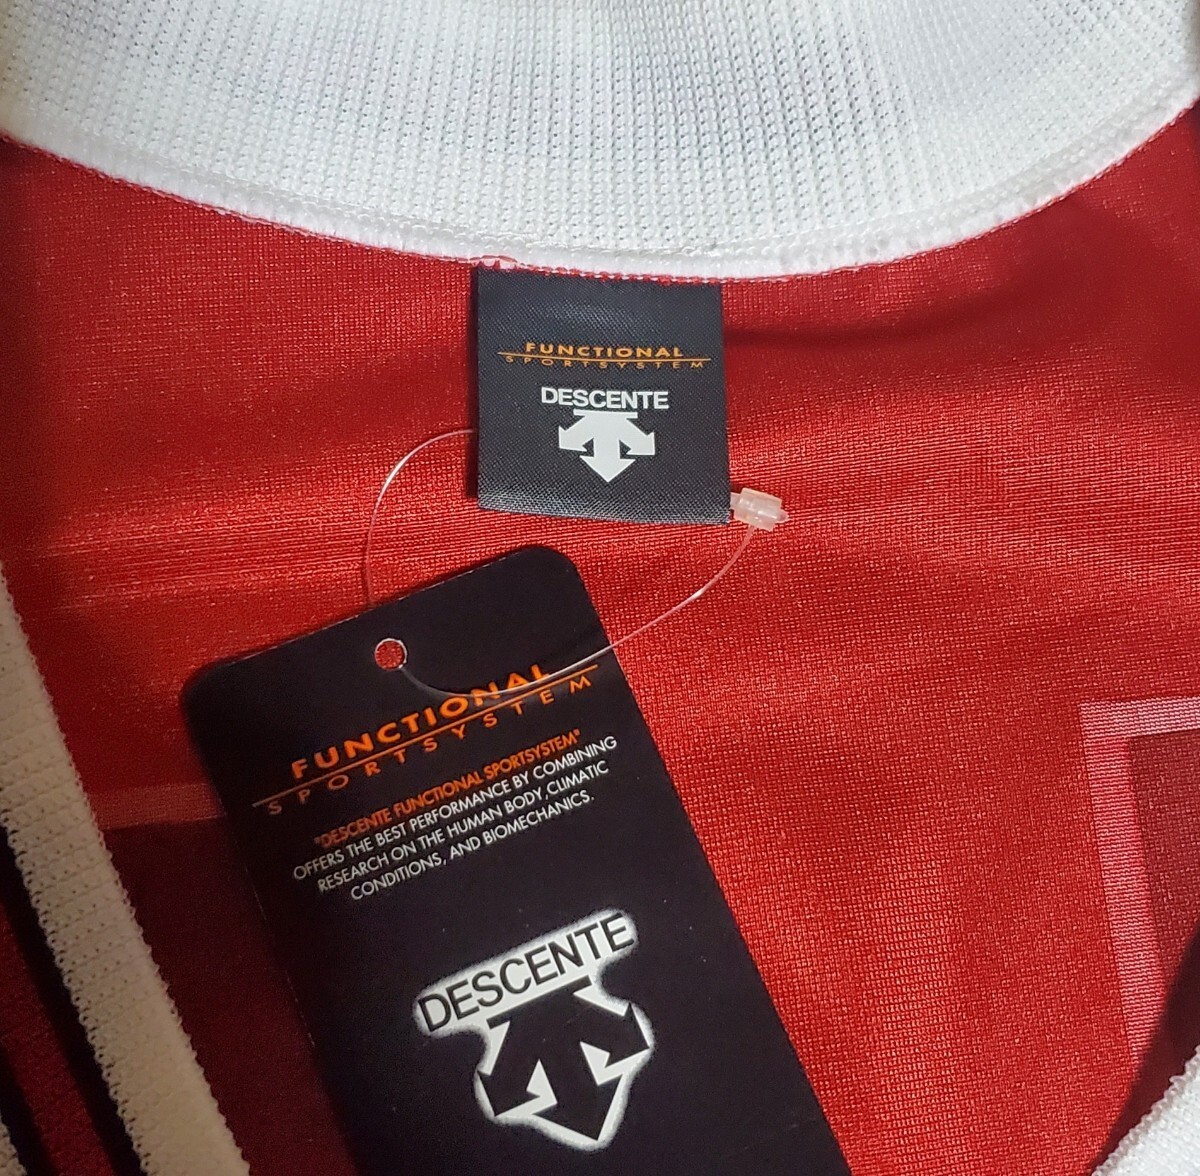 FUNCTIONAL
SPORTSYSTEM
DESCENTE
FUNCTIONAL
SPORTSYSTEM
"DESCENTE FUNCTIONAL SPORTSYSTEM"
OFFERS THE BEST PERFORMANCE BY COMBINING
RESEARCH ON THE HUMAN BODY, CLIMATIC
CONDITIONS, AND BIOMECHANICS.
DESCENTE